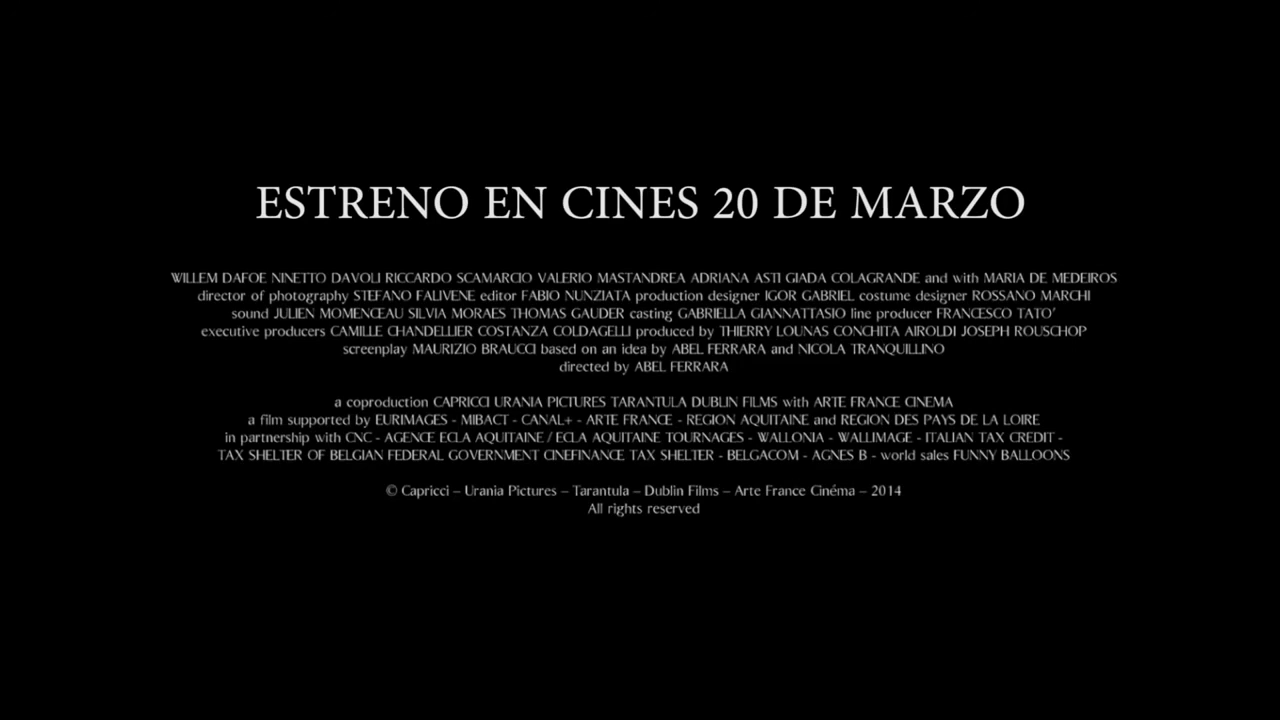 ESTRENO EN CINES 20 DE MARZO
WILLEM DAFOE NINETTO DAVOLI RICCARDO SCAMARCIO VALERIO MASTANDREA ADRIANA ASTI GIADA COLAGRANDE and with MARIA DE MEDEIROS
director of photography STEFANO FALIVENE editor FABIO NUNZIATA production designer IGOR GABRIEL costume designer ROSSANO MARCHI
sound JULIEN MOMENCEAU SILVIA MORAES THOMAS GAUDER casting GABRIELLA GIANNATTASIO line producer FRANCESCO TATO'
executive producers CAMILLE CHANDELLIER COSTANZA COLDAGELLI produced by THIERRY LOUNAS CONCHITA AIROLDI JOSEPH ROUSCHOP
screenplay MAURIZIO BRAUCCI based on an idea by ABEL FERRARA and NICOLA TRANQUILLINO
directed by ABEL FERRARA
a coproduction CAPRICCI URANIA PICTURES TARANTULA DUBLIN FILMS with ARTE FRANCE CINEMA
a film supported by EURIMAGES - MIBACT - CANAL+ - ARTE FRANCE - REGION AQUITAINE and REGION DES PAYS DE LA LOIRE
in partnership with CNC - AGENCE ECLA AQUITAINE / ECLA AQUITAINE TOURNAGES - WALLONIA - WALLIMAGE - ITALIAN TAX CREDIT -
TAX SHELTER OF BELGIAN FEDERAL GOVERNMENT CINEFINANCE TAX SHELTER - BELGACOM - AGNES B - world sales FUNNY BALLOONS
© Capricci – Urania Pictures – Tarantula – Dublin Films – Arte France Cinéma – 2014
All rights reserved